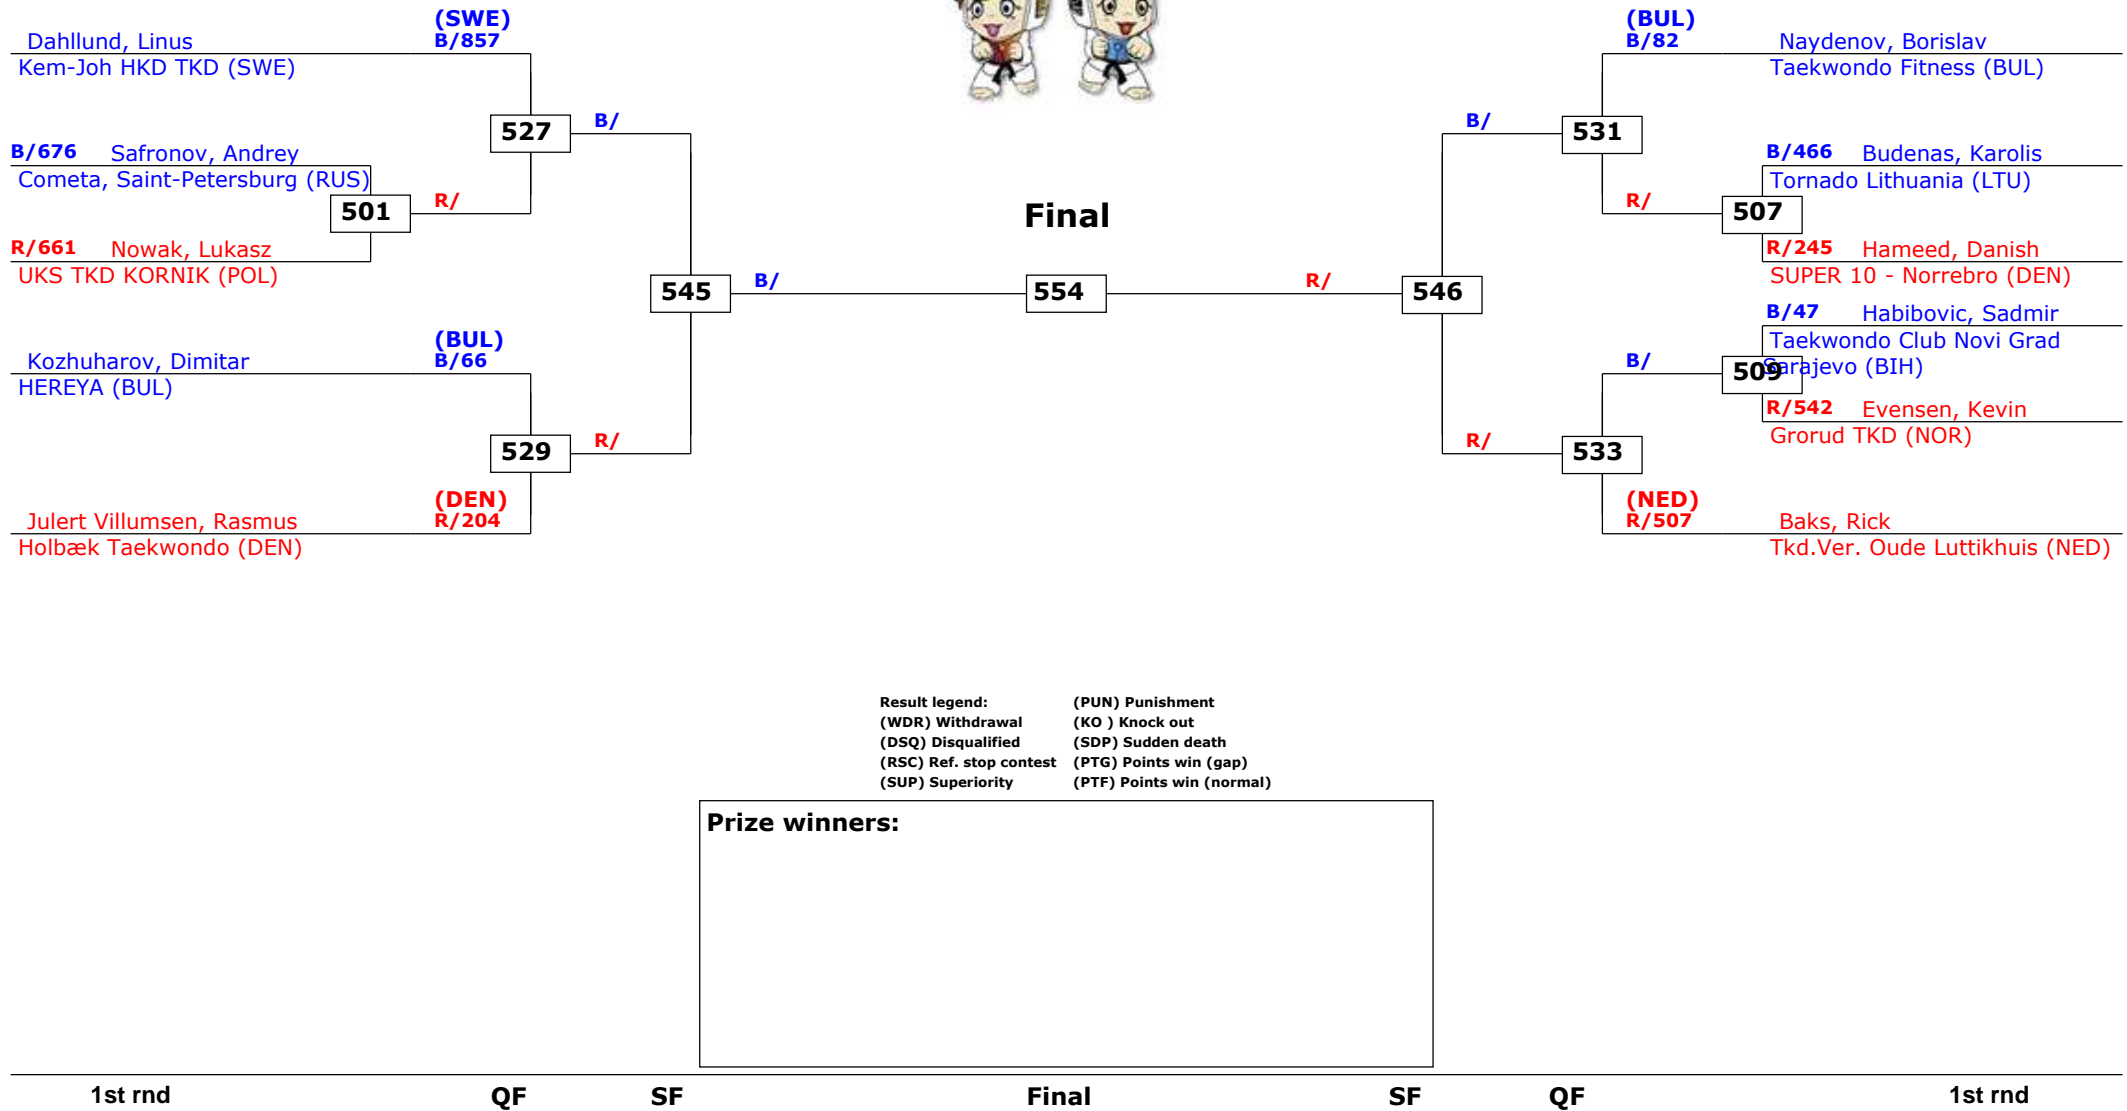 (SWE)
Dahllund, Linus B/857
Kem-Joh HKD TKD (SWE)
527
B/
B/676 Safronov, Andrey
Cometa, Saint-Petersburg (RUS)
501
R/
R/661 Nowak, Lukasz
UKS TKD KORNIK (POL)
545
B/
(BUL)
Kozhuharov, Dimitar B/66
HEREYA (BUL)
529
R/
(DEN)
Julert Villumsen, Rasmus R/204
Holbæk Taekwondo (DEN)
Final
554
(BUL)
B/82 Naydenov, Borislav
Taekwondo Fitness (BUL)
B/
531
B/466 Budenas, Karolis
Tornado Lithuania (LTU)
R/
507
R/245 Hameed, Danish
SUPER 10 - Norrebro (DEN)
R/
546
B/47 Habibovic, Sadmir
Taekwondo Club Novi Grad
Sarajevo (BIH)
B/
509
R/542 Evensen, Kevin
Grorud TKD (NOR)
R/
533
(NED)
R/507 Baks, Rick
Tkd.Ver. Oude Luttikhuis (NED)
Result legend: (PUN) Punishment
(WDR) Withdrawal (KO ) Knock out
(DSQ) Disqualified (SDP) Sudden death
(RSC) Ref. stop contest (PTG) Points win (gap)
(SUP) Superiority (PTF) Points win (normal)
Prize winners:
1st rnd QF SF Final SF QF 1st rnd